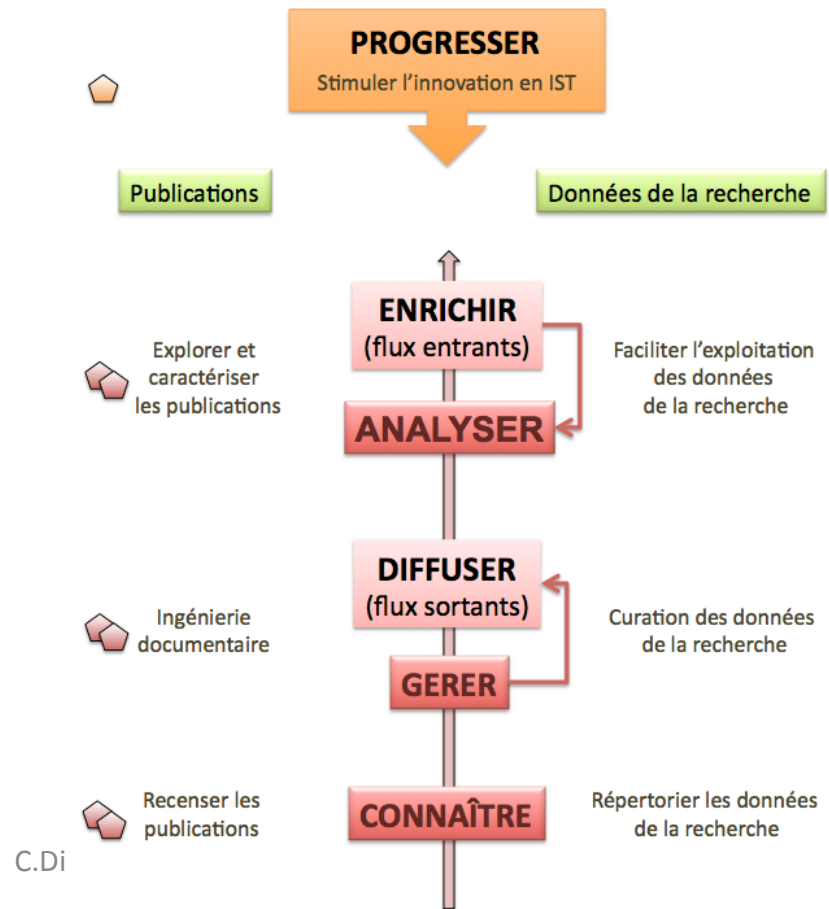 PROGRESSER
Stimuler l’innovation en IST
Publications
Données de la recherche
ENRICHIR
(flux entrants)
Explorer et
caractériser
les publications
Faciliter l’exploitation
des données
de la recherche
ANALYSER
DIFFUSER
(flux sortants)
Ingénierie
documentaire
Curation des données
de la recherche
GERER
Recenser les
publications
CONNAÎTRE
Répertorier les données
de la recherche
C.Di